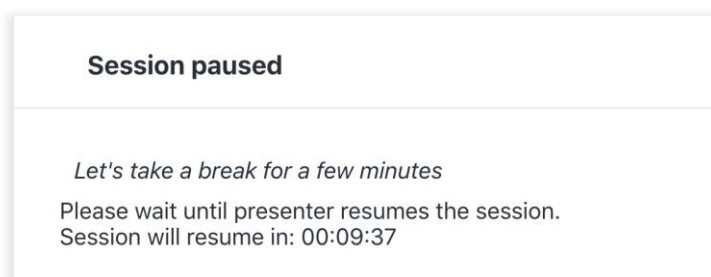 Session paused
Let's take a break for a few minutes
Please wait until presenter resumes the session.
Session will resume in: 00:09:37